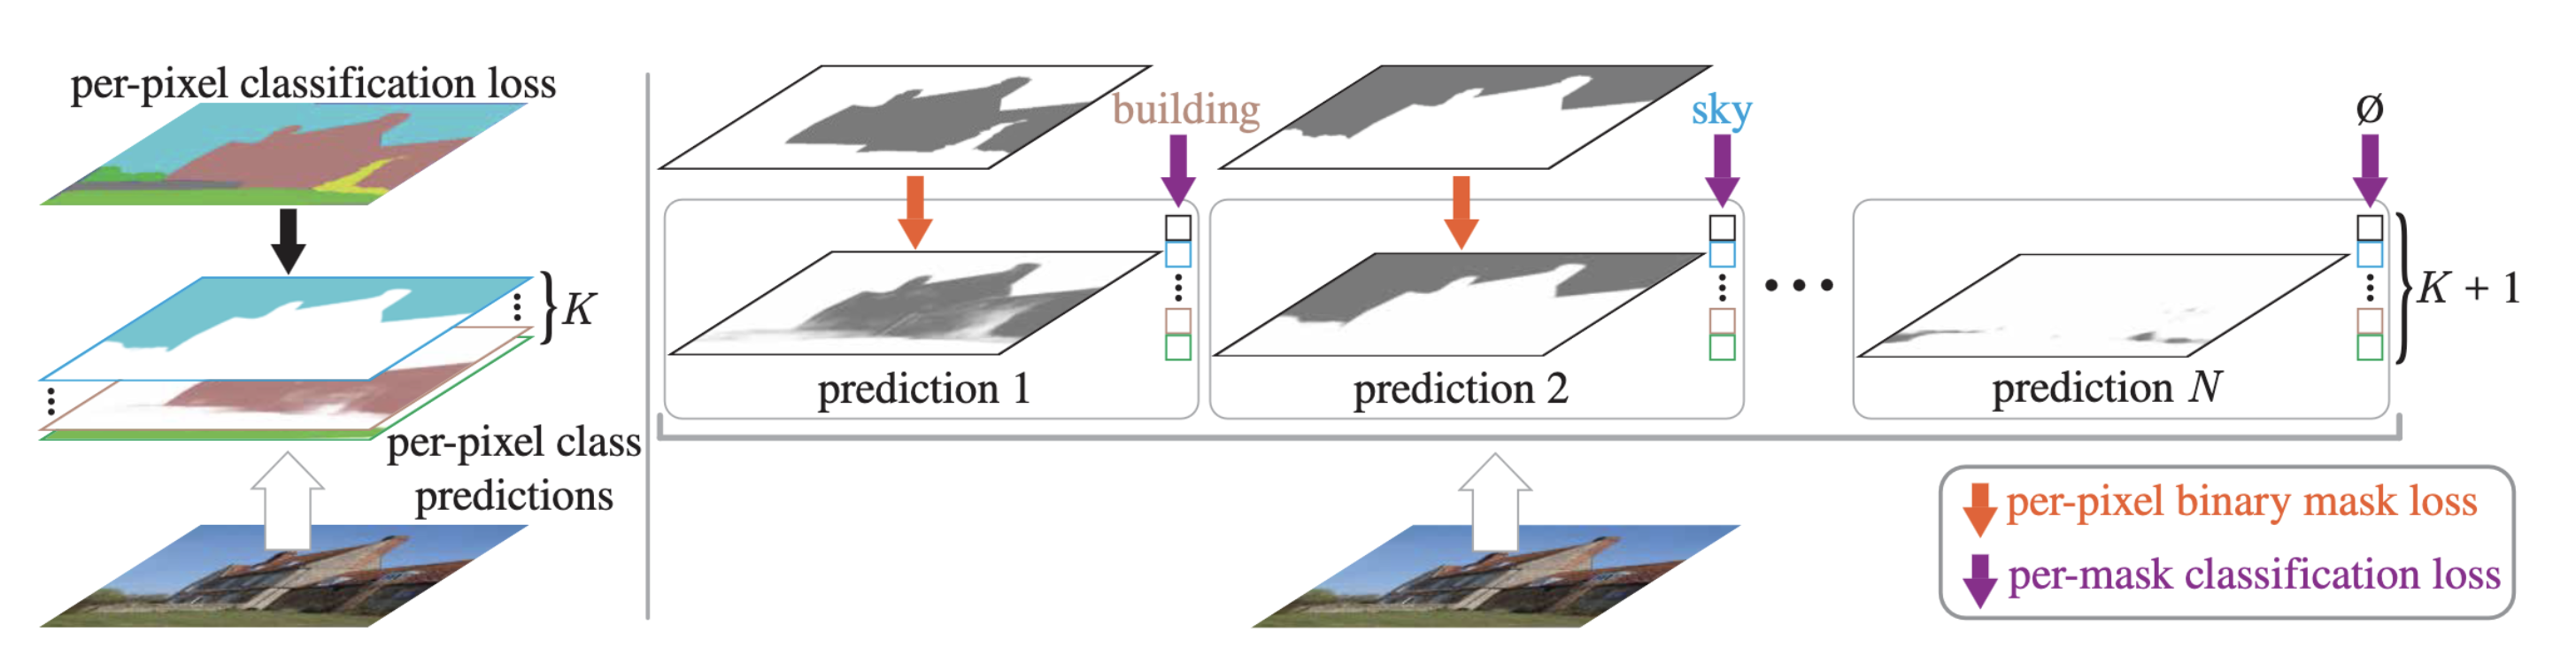 per-pixel classification loss
K
per-pixel class
predictions
building
sky
Ø
prediction 1
prediction 2
prediction N
K + 1
per-pixel binary mask loss
per-mask classification loss